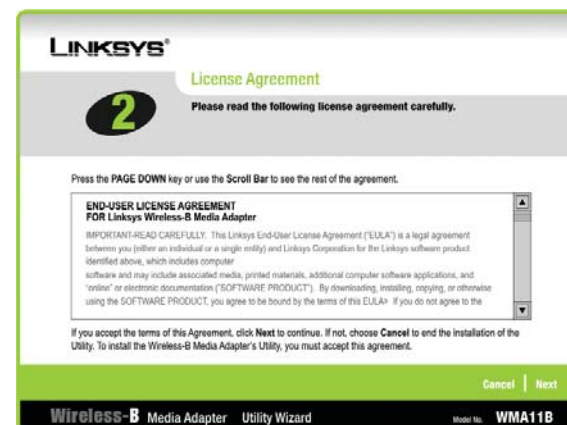 LINKSYS®
License Agreement
2
Please read the following license agreement carefully.
Press the PAGE DOWN key or use the Scroll Bar to see the rest of the agreement.
END-USER LICENSE AGREEMENT
FOR Linksys Wireless-B Media Adapter
IMPORTANT-READ CAREFULLY. This Linksys End-User License Agreement ("EULA") is a legal agreement
between you (either an individual or a single entity) and Linksys Corporation for the Linksys software product
identified above, which includes computer
software and may include associated media, printed materials, additional computer software applications, and
"online" or electronic documentation ("SOFTWARE PRODUCT"). By downloading, installing, copying, or otherwise
using the SOFTWARE PRODUCT, you agree to be bound by the terms of this EULA> If you do not agree to the
If you accept the terms of this Agreement, click Next to continue. If not, choose Cancel to end the installation of the
Utility. To install the Wireless-B Media Adapter's Utility, you must accept this agreement.
Cancel | Next
Wireless-B Media Adapter Utility Wizard Model No. WMA11B